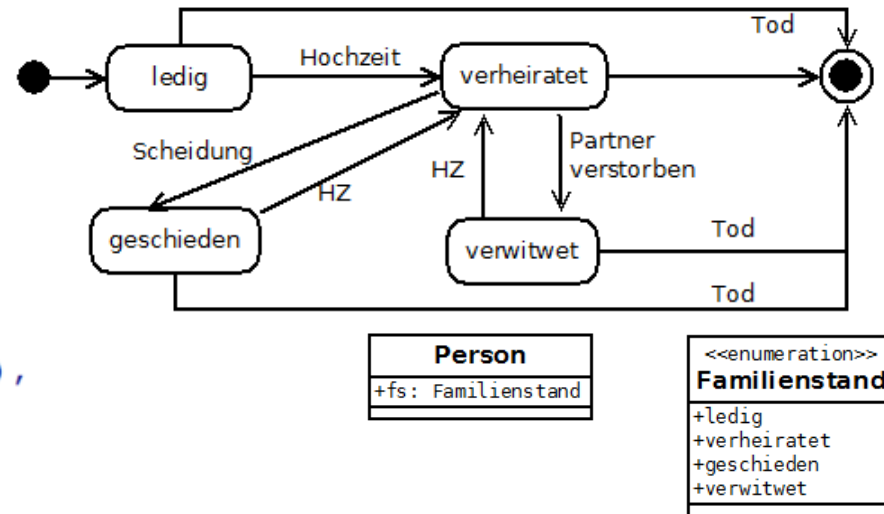 Tod
Hochzeit
ledig
verheiratet
Scheidung
HZ
HZ
Partner
verstorben
geschieden
verwitwet
Tod
Tod
) ,
Person
+fs: Familienstand
<<enumeration>>
Familienstand
+ledig
+verheiratet
+geschieden
+verwitwet